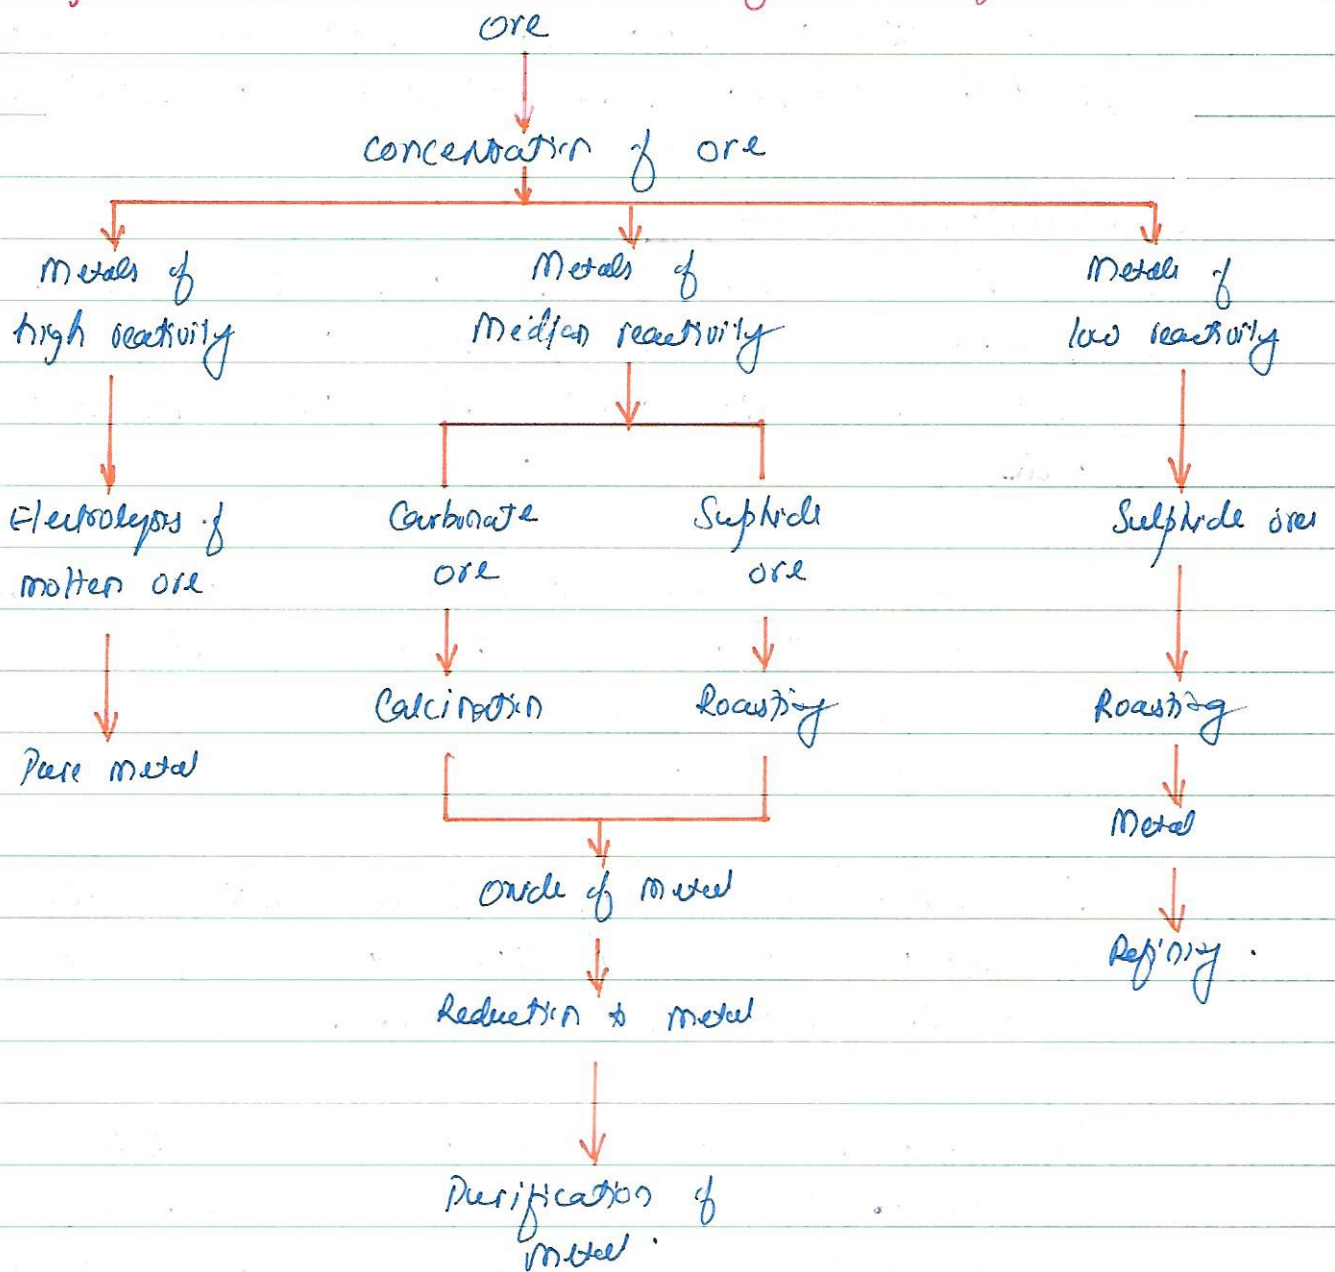 Ore
Concentration of ore
Metals of
high reactivity
Metals of
Median reactivity
Metals of
low reactivity
Electrolysis of
molten ore
Carbonate
ore
Suphide
ore
Sulphide ores
Calcination
Roasting
Roasting
Pure metal
Metal
Oxide of metal
Refining.
Reduction to metal
Purification of
metal.